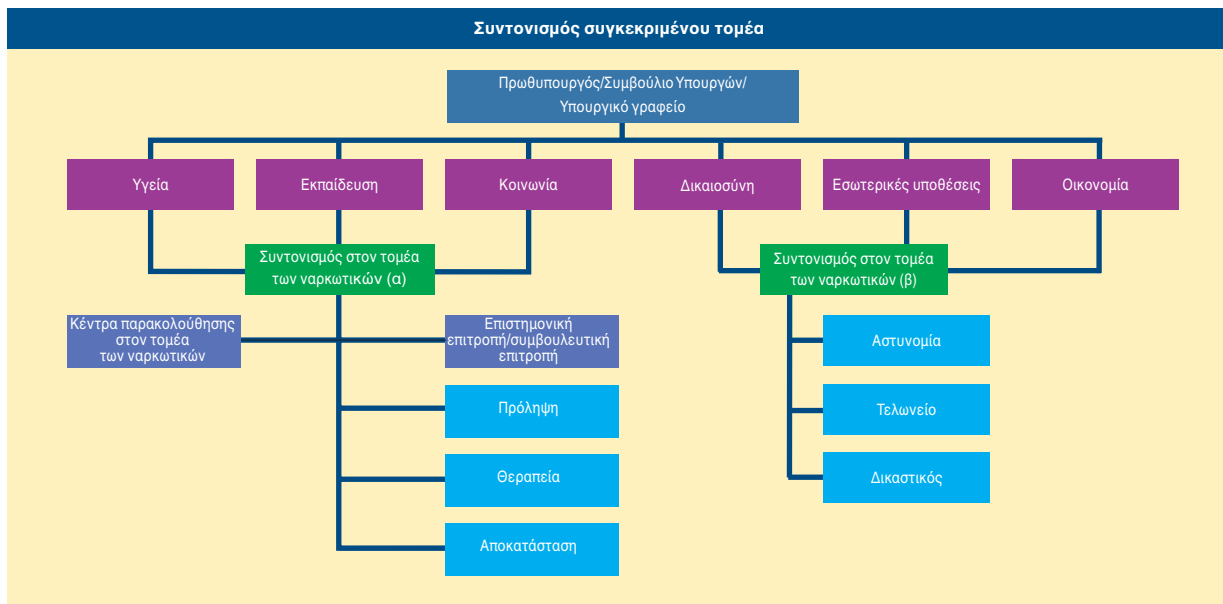 Συντονισμός συγκεκριμένου τομέα
Πρωθυπουργός/Συμβούλιο Υπουργών/
Υπουργικό γραφείο
Υγεία
Εκπαίδευση
Κοινωνία
Δικαιοσύνη
Εσωτερικές υποθέσεις
Οικονομία
Συντονισμός στον τομέα
των ναρκωτικών (α)
Συντονισμός στον τομέα
των ναρκωτικών (β)
Κέντρα παρακολούθησης
στον τομέα
των ναρκωτικών
Επιστημονική
επιτροπή/συμβουλευτική
επιτροπή
Αστυνομία
Πρόληψη
Τελωνείο
Θεραπεία
Δικαστικός
Αποκατάσταση